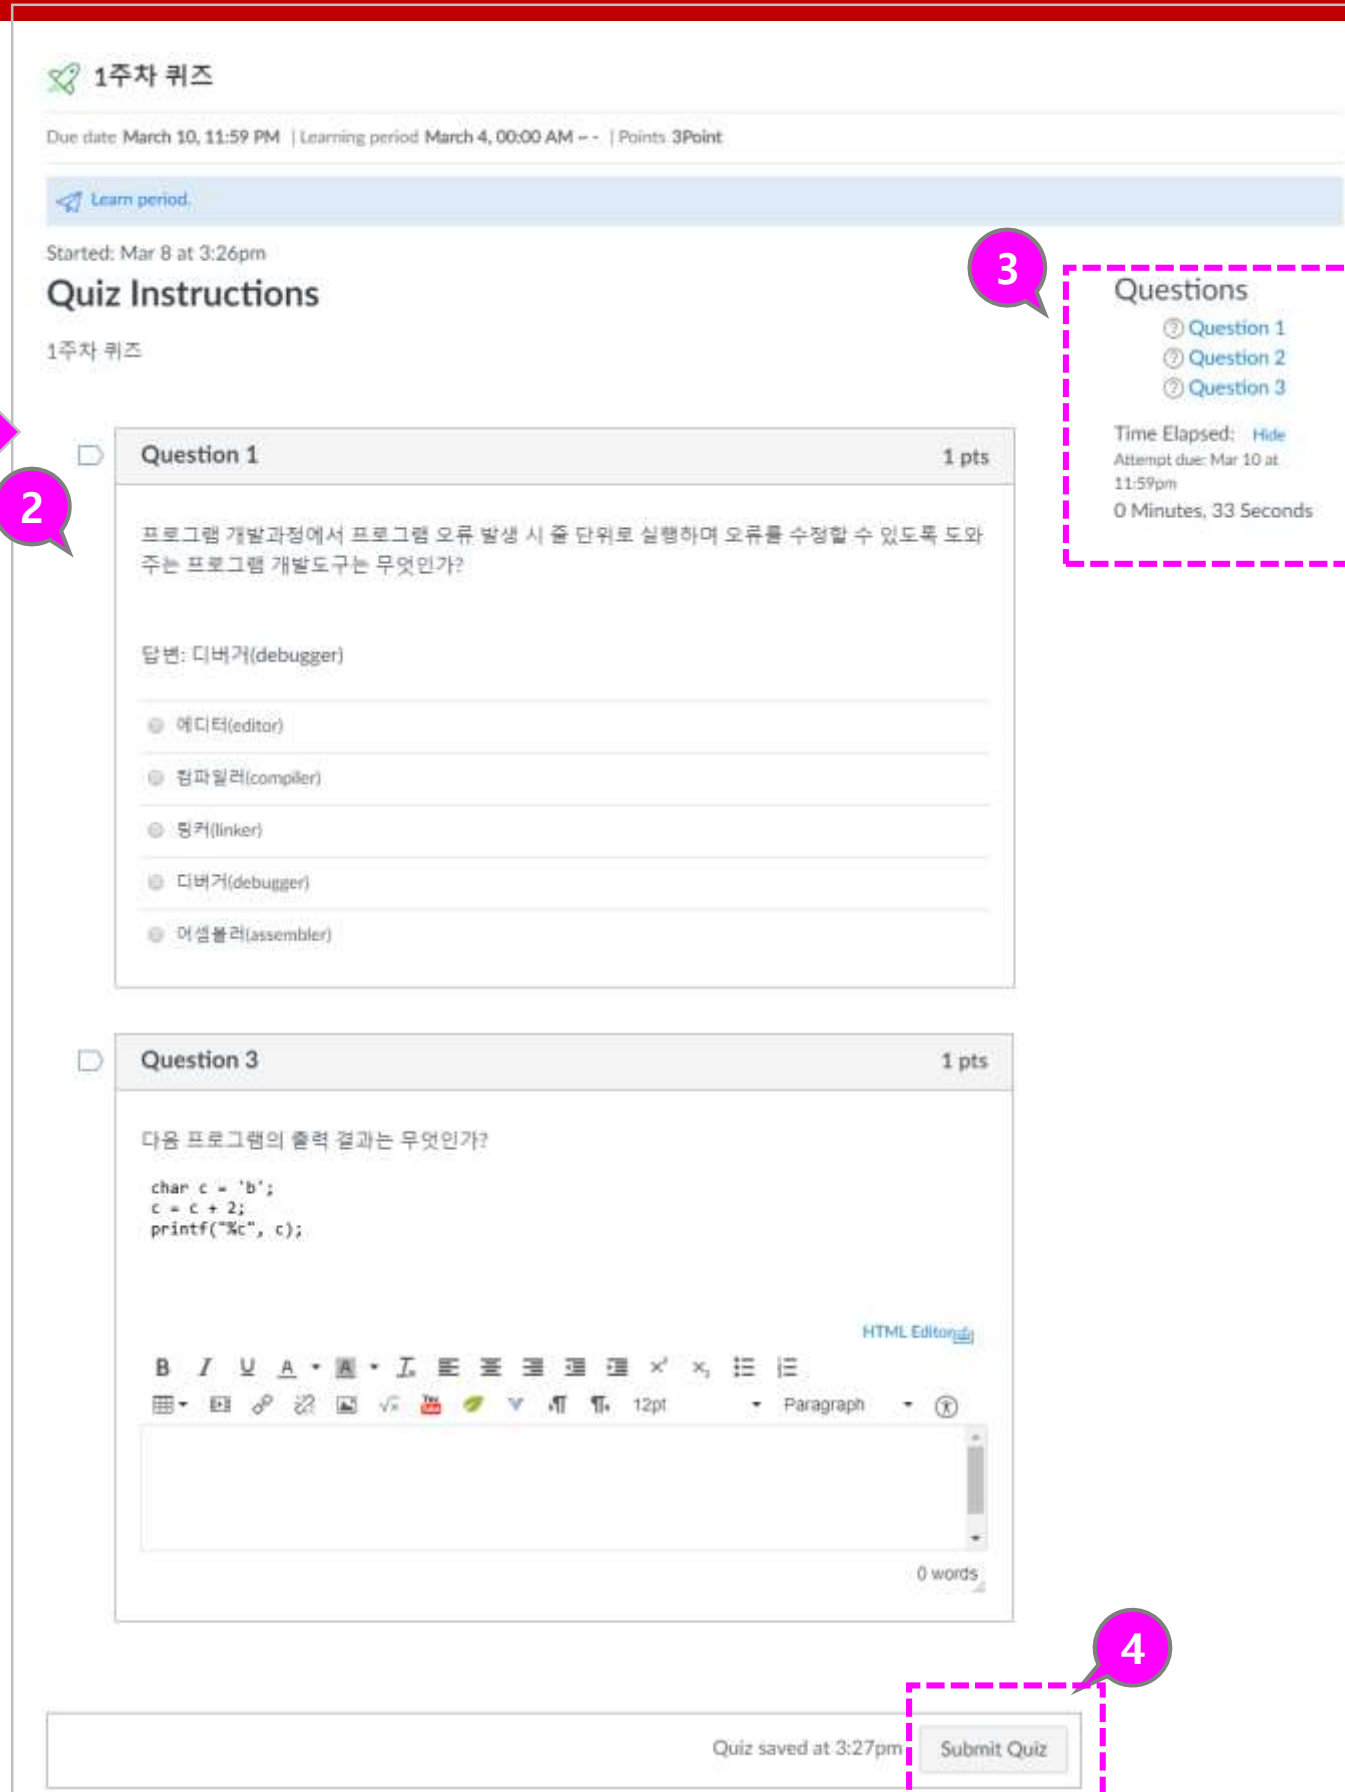 1주차 퀴즈
Due date March 10, 11:59 PM | Learning period March 4, 00:00 AM ~ - | Points 3Point
Learn period.
Started: Mar 8 at 3:26pm
Quiz Instructions
1주차 퀴즈
3
Questions
Question 1
Question 2
Question 3
Time Elapsed: Hide
Attempt due: Mar 10 at
11:59pm
0 Minutes, 33 Seconds
2
Question 1 1 pts
프로그램 개발과정에서 프로그램 오류 발생 시 줄 단위로 실행하며 오류를 수정할 수 있도록 도와
주는 프로그램 개발도구는 무엇인가?
답변: 디버거(debugger)
에디터(editor)
컴파일러(compiler)
링커(linker)
디버거(debugger)
어셈블러(assembler)
Question 3 1 pts
다음 프로그램의 출력 결과는 무엇인가?
char c = 'b';
c = c + 2;
printf("%c", c);
HTML Editor
12pt Paragraph
0 words
4
Quiz saved at 3:27pm Submit Quiz